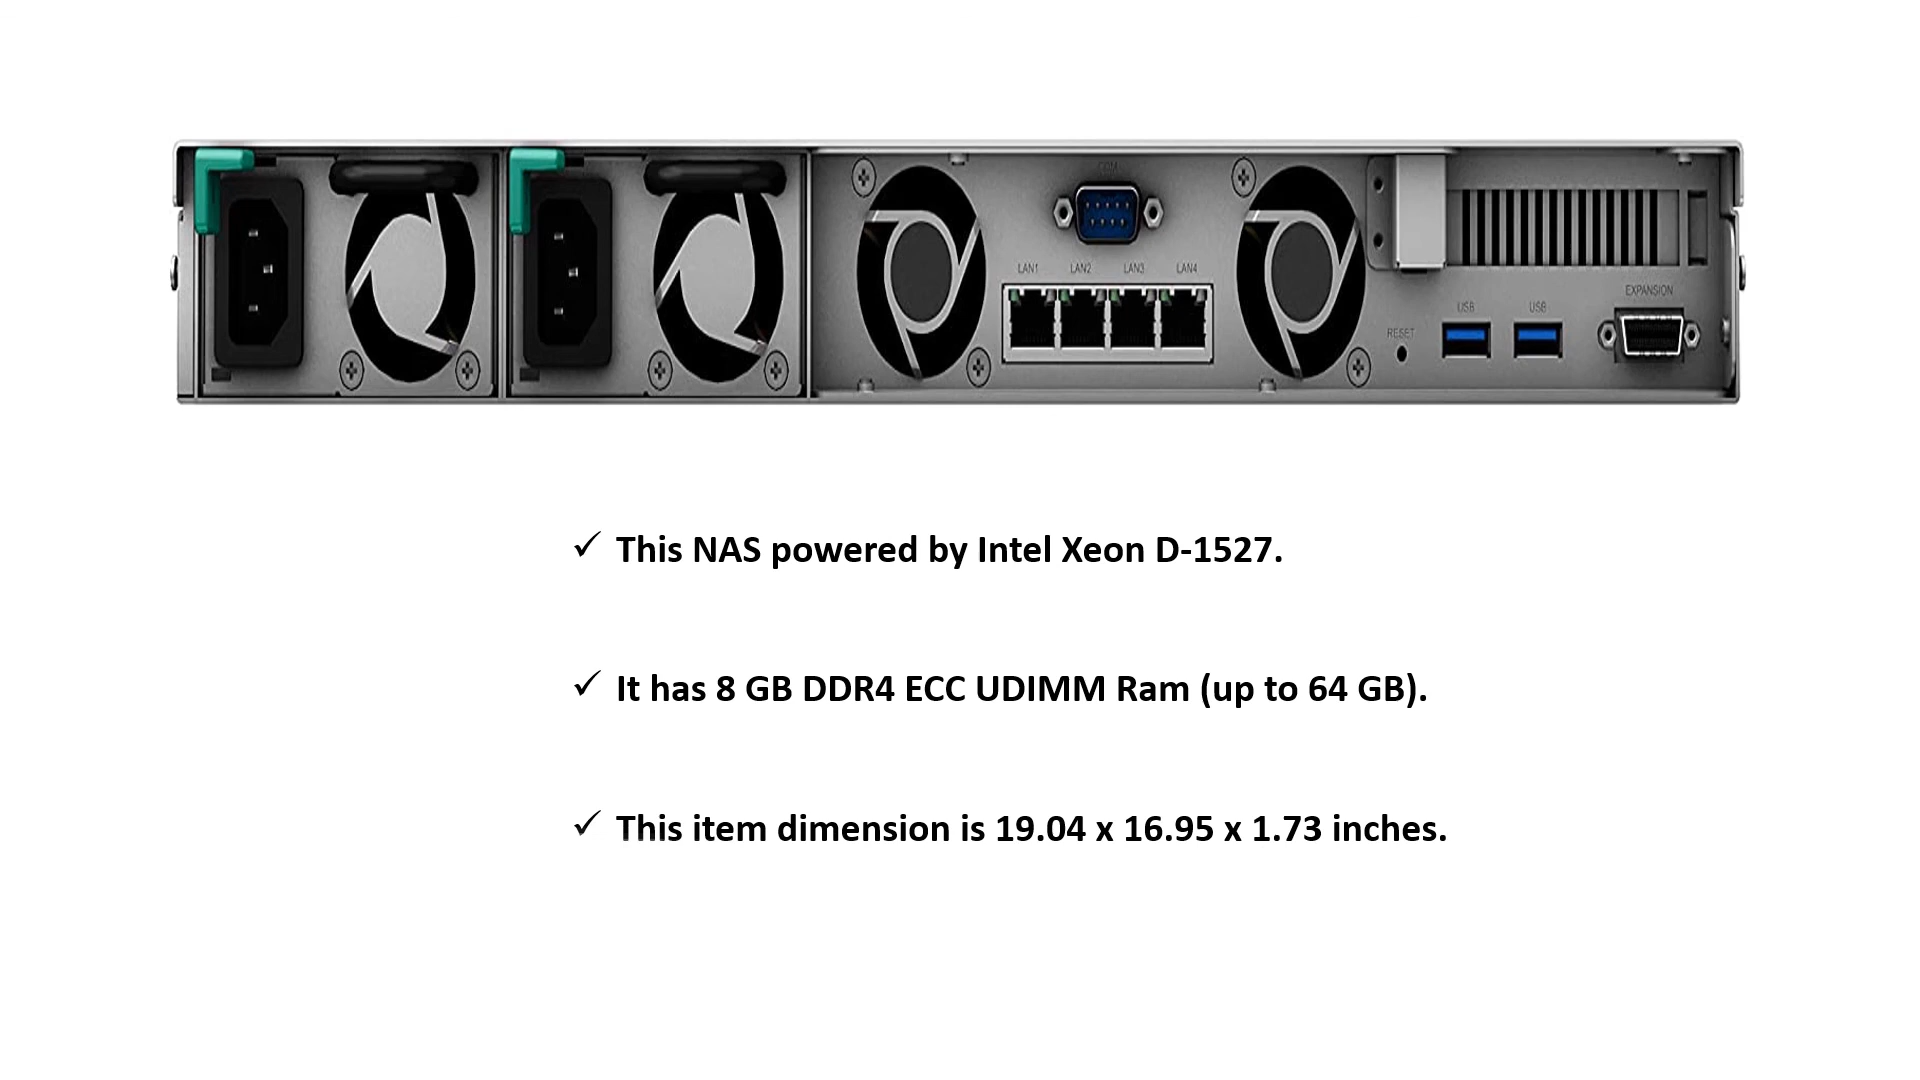 COM
LAN1 LAN2 LAN3 LAN4
EXPANSION
USB USB
RESET
✓ This NAS powered by Intel Xeon D-1527.
✓ It has 8 GB DDR4 ECC UDIMM Ram (up to 64 GB).
✓ This item dimension is 19.04 x 16.95 x 1.73 inches.